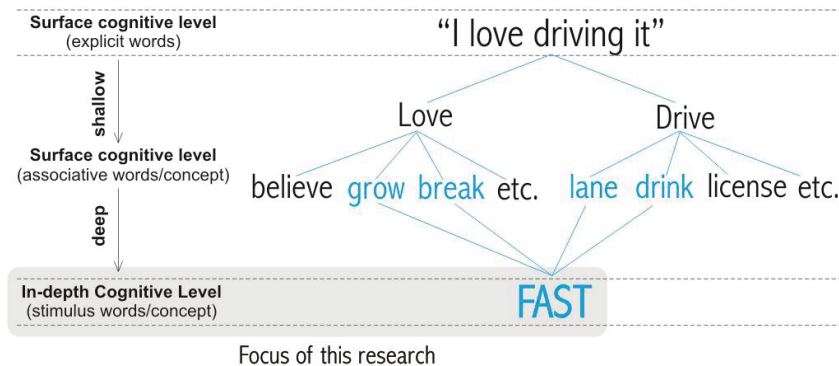 Surface cognitive level
(explicit words)
“I love driving it”
shallow
Love
Drive
Surface cognitive level
(associative words/concept)
believe grow break etc.
lane drink license etc.
deep
In-depth Cognitive Level
(stimulus words/concept)
FAST
Focus of this research